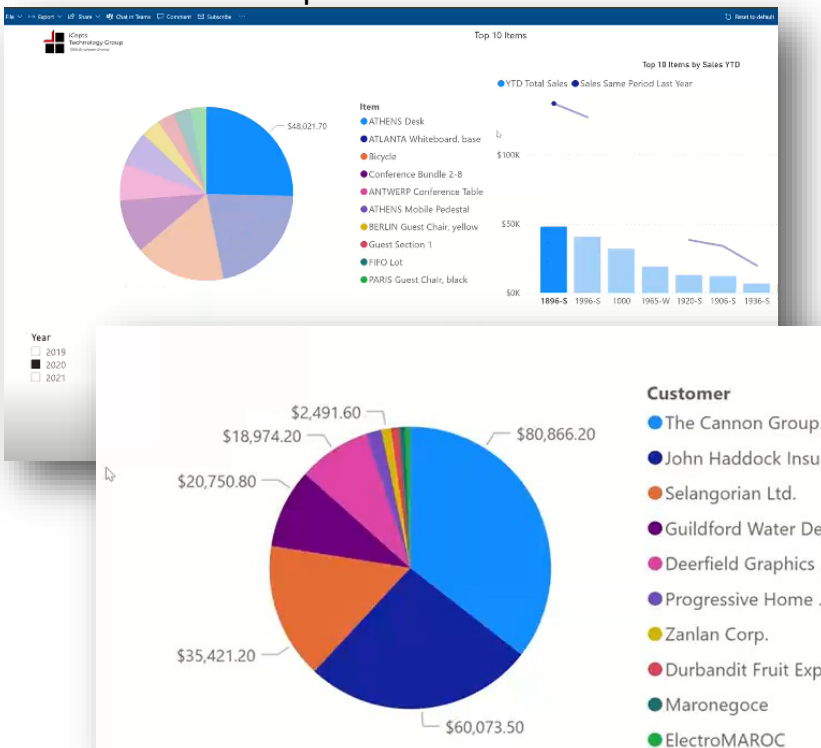 File Export Share Chat in Teams Comment Subscribe ... Reset to default
iCepts
Technology Group
Top 10 Items
Top 10 Items by Sales YTD
YTD Total Sales Sales Same Period Last Year
$48,021.70
Item
ATHENS Desk
ATLANTA Whiteboard, base
Bicycle
Conference Bundle 2-8
ANTWERP Conference Table
ATHENS Mobile Pedestal
BERLIN Guest Chair, yellow
Guest Section 1
FIFO Lot
PARIS Guest Chair, black
$100K
$50K
$0K
1896-S 1996-S 1000 1965-W 1920-S 1906-S 1936-S
Year
2019
2020
2021
$2,491.60
$18,974.20
$20,750.80
$35,421.20
$80,866.20
$60,073.50
Customer
The Cannon Group.
John Haddock Insu
Selangorian Ltd.
Guildford Water De
Deerfield Graphics
Progressive Home .
Zanlan Corp.
Durbandit Fruit Exp
Maronegoce
ElectroMAROC